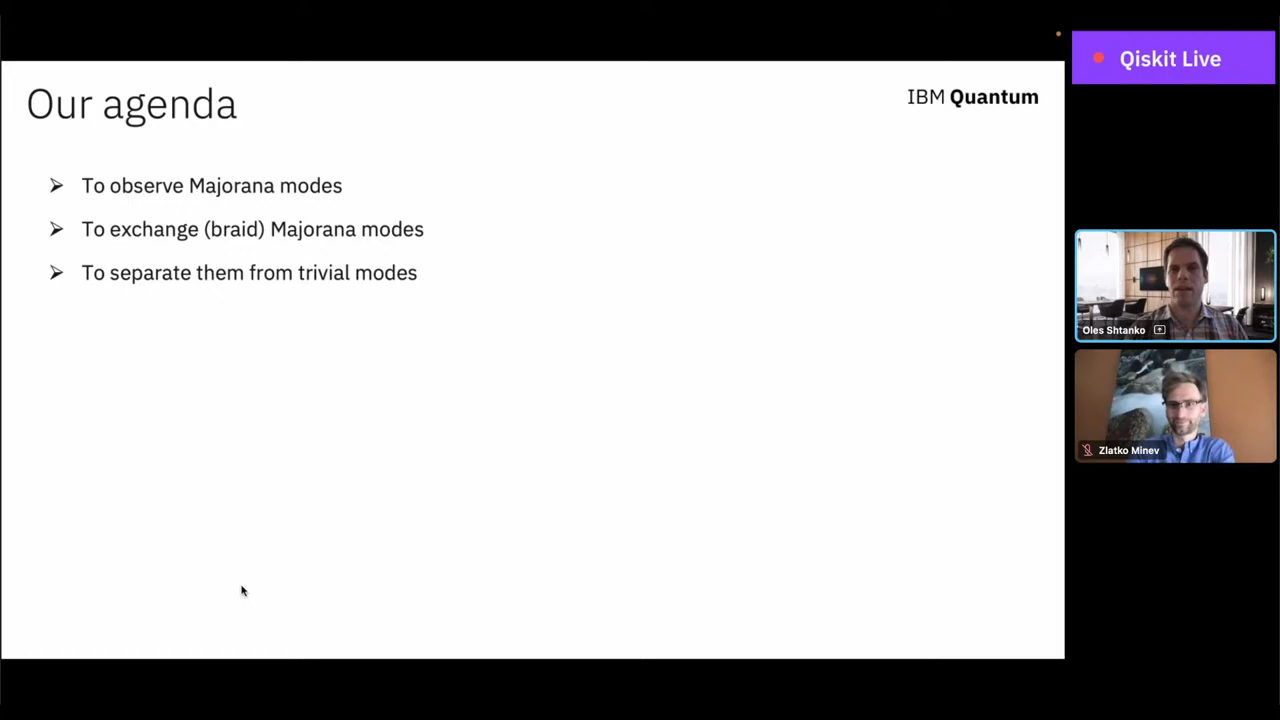 Our agenda
IBM Quantum
➢ To observe Majorana modes
➢ To exchange (braid) Majorana modes
➢ To separate them from trivial modes
Qiskit Live
Oles Shtanko
Zlatko Minev